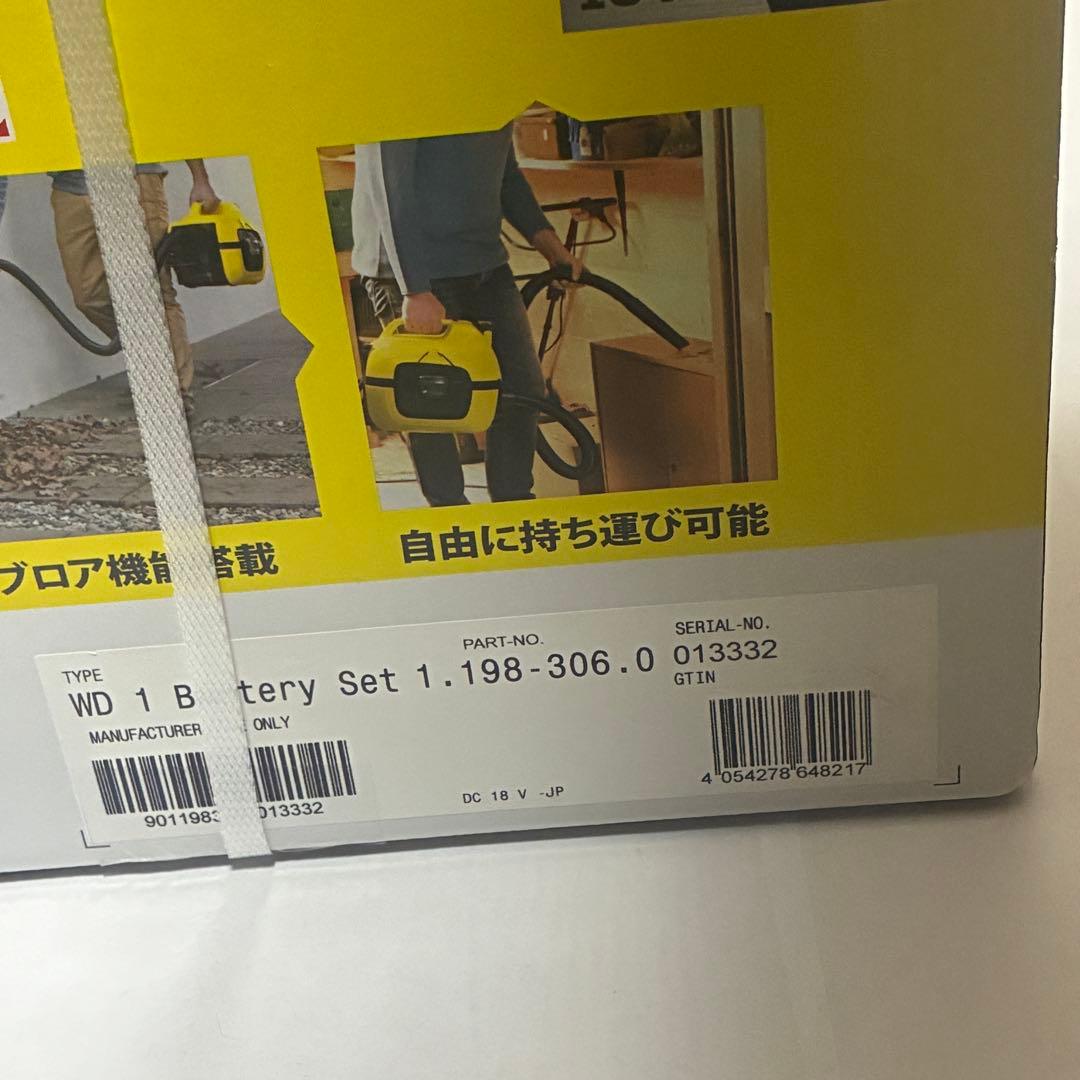 ブロア機能搭載
自由に持ち運び可能
TYPE
WD 1 B tery Set
PART-NO.
1.198-306.0
SERIAL-NO.
013332
GTIN
MANUFACTURER ONLY
9011983 013332
DC 18 V -JP
4 054278 648217